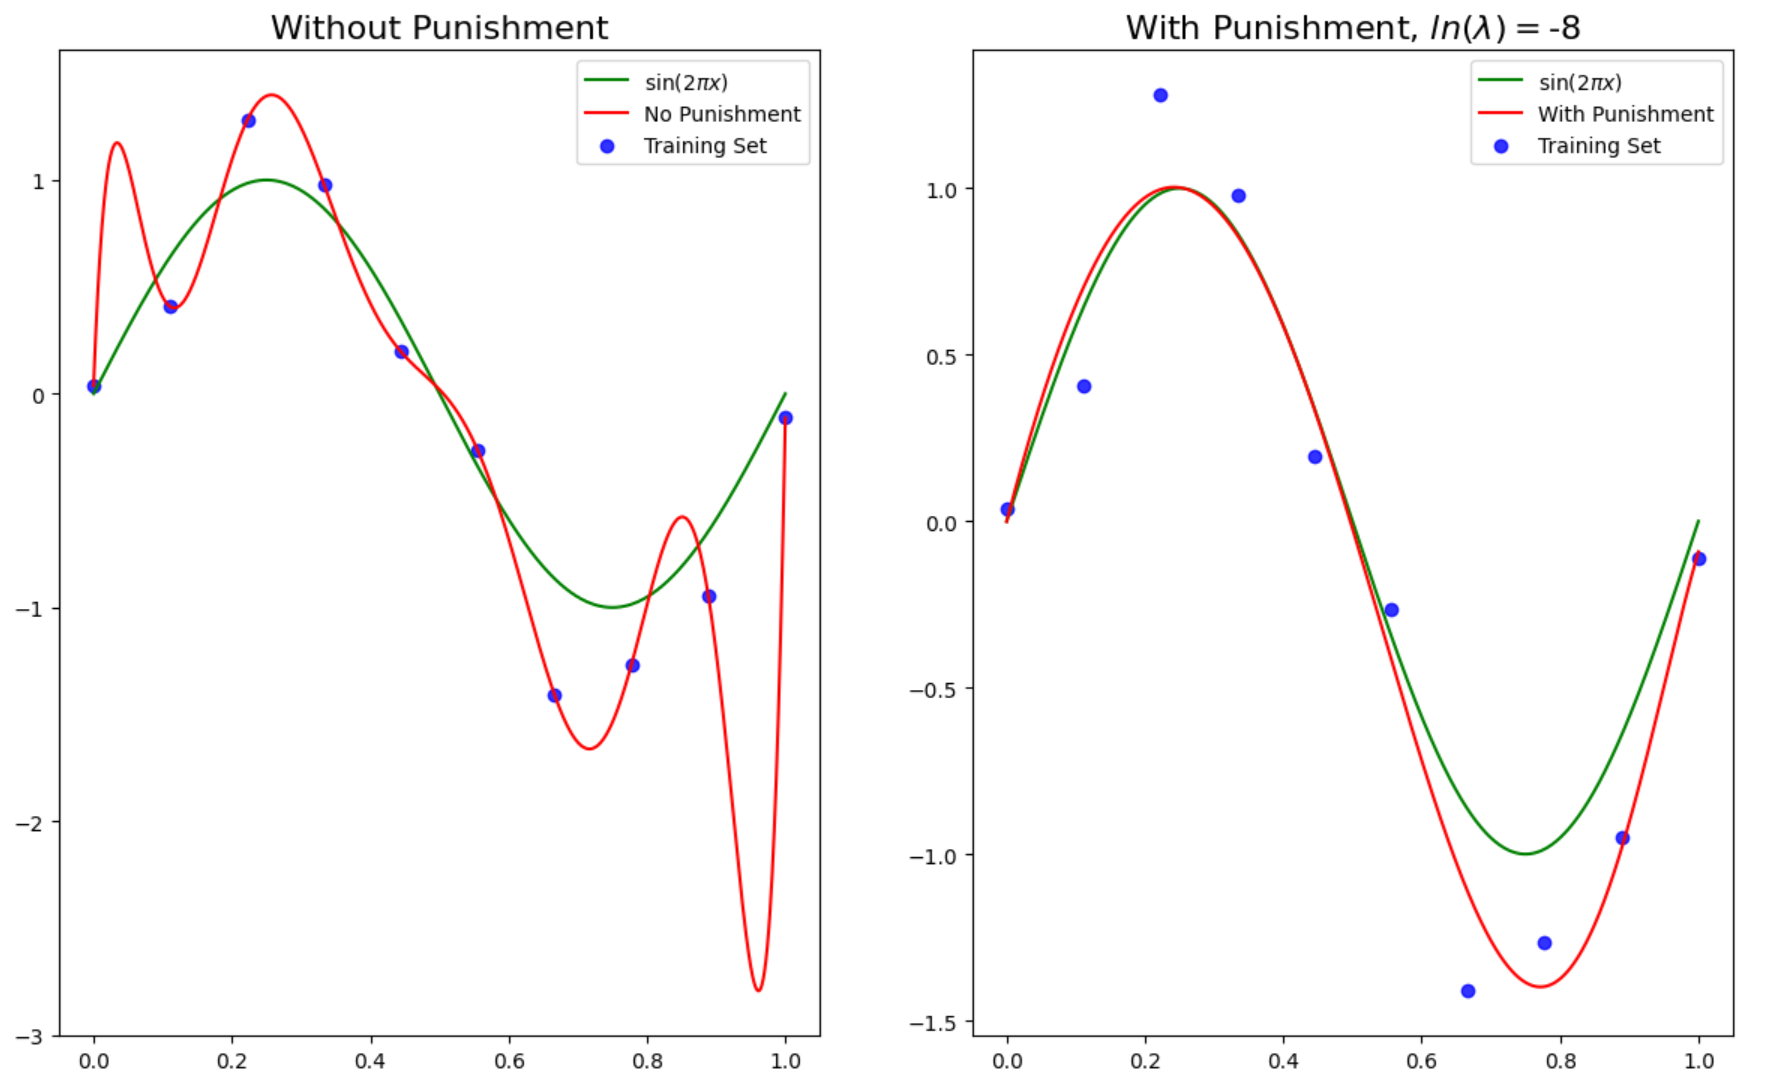 Without Punishment
sin(2πx)
No Punishment
Training Set
1
0
−1
−2
−3
0.0 0.2 0.4 0.6 0.8 1.0
With Punishment, ln(λ) = -8
sin(2πx)
With Punishment
Training Set
1.0
0.5
0.0
−0.5
−1.0
−1.5
0.0 0.2 0.4 0.6 0.8 1.0